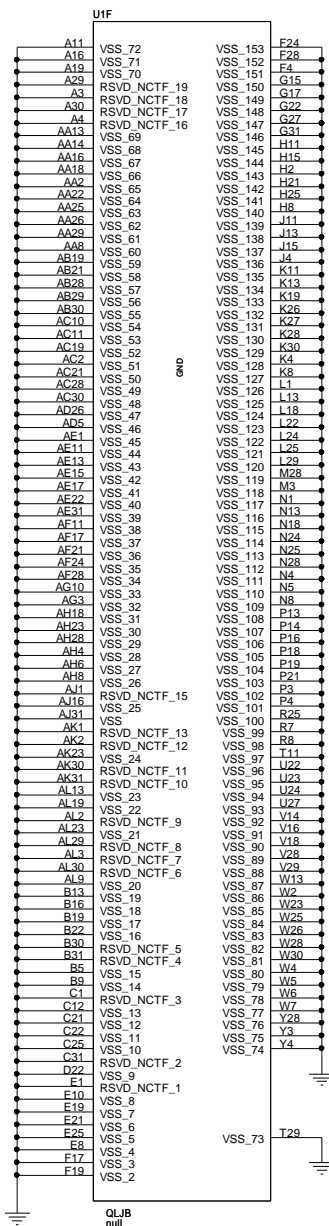 U1F
A11 VSS_72 VSS_153 F24
A16 VSS_71 VSS_152 F28
A19 VSS_70 VSS_151 F4
A29 RSVD_NCTF_19 VSS_150 G15
A3 RSVD_NCTF_18 VSS_149 G17
A30 RSVD_NCTF_17 VSS_148 G22
A4 RSVD_NCTF_16 VSS_147 G27
AA13 VSS_69 VSS_146 G31
AA14 VSS_68 VSS_145 H11
AA16 VSS_67 VSS_144 H15
AA18 VSS_66 VSS_143 H2
AA2 VSS_65 VSS_142 H21
AA22 VSS_64 VSS_141 H25
AA25 VSS_63 VSS_140 H8
AA26 VSS_62 VSS_139 J11
AA29 VSS_61 VSS_138 J13
AA8 VSS_60 VSS_137 J15
AB19 VSS_59 VSS_136 J4
AB21 VSS_58 VSS_135 K11
AB28 VSS_57 VSS_134 K13
AB29 VSS_56 VSS_133 K19
AB30 VSS_55 VSS_132 K26
AC10 VSS_54 VSS_131 K27
AC11 VSS_53 VSS_130 K28
AC19 VSS_52 VSS_129 K30
AC2 VSS_51 VSS_128 K4
GND
AC21 VSS_50 VSS_127 K8
AC28 VSS_49 VSS_126 L1
AC30 VSS_48 VSS_125 L13
AD26 VSS_47 VSS_124 L18
AD5 VSS_46 VSS_123 L22
AE1 VSS_45 VSS_122 L24
AE11 VSS_44 VSS_121 L25
AE13 VSS_43 VSS_120 L29
AE15 VSS_42 VSS_119 M28
AE17 VSS_41 VSS_118 M3
AE22 VSS_40 VSS_117 N1
AE31 VSS_39 VSS_116 N13
AF11 VSS_38 VSS_115 N18
AF17 VSS_37 VSS_114 N24
AF21 VSS_36 VSS_113 N25
AF24 VSS_35 VSS_112 N28
AF28 VSS_34 VSS_111 N4
AG10 VSS_33 VSS_110 N5
AG3 VSS_32 VSS_109 N8
AH18 VSS_31 VSS_108 P13
AH23 VSS_30 VSS_107 P14
AH28 VSS_29 VSS_106 P16
AH4 VSS_28 VSS_105 P18
AH6 VSS_27 VSS_104 P19
AH8 VSS_26 VSS_103 P21
AJ1 RSVD_NCTF_15 VSS_102 P3
AJ16 VSS_25 VSS_101 P4
AJ31 VSS VSS_100 R25
AK1 RSVD_NCTF_13 VSS_99 R7
AK2 RSVD_NCTF_12 VSS_98 R8
AK23 VSS_24 VSS_97 T11
AK30 RSVD_NCTF_11 VSS_96 U22
AK31 RSVD_NCTF_10 VSS_95 U23
AL13 VSS_23 VSS_94 U24
AL19 VSS_22 VSS_93 U27
AL2 RSVD_NCTF_9 VSS_92 V14
AL23 VSS_21 VSS_91 V16
AL29 RSVD_NCTF_8 VSS_90 V18
AL3 RSVD_NCTF_7 VSS_89 V28
AL30 RSVD_NCTF_6 VSS_88 V29
AL9 VSS_20 VSS_87 W13
B13 VSS_19 VSS_86 W2
B16 VSS_18 VSS_85 W23
B19 VSS_17 VSS_84 W25
B22 VSS_16 VSS_83 W26
B30 RSVD_NCTF_5 VSS_82 W28
B31 RSVD_NCTF_4 VSS_81 W30
B5 VSS_15 VSS_80 W4
B9 VSS_14 VSS_79 W5
C1 RSVD_NCTF_3 VSS_78 W6
C12 VSS_13 VSS_77 W7
C21 VSS_12 VSS_76 Y28
C22 VSS_11 VSS_75 Y3
C25 VSS_10 VSS_74 Y4
C31 RSVD_NCTF_2
D22 VSS_9
E1 RSVD_NCTF_1
E10 VSS_8
E19 VSS_7
E21 VSS_6
E25 VSS_5 VSS_73 T29
E8 VSS_4
F17 VSS_3
F19 VSS_2
QLJB
null